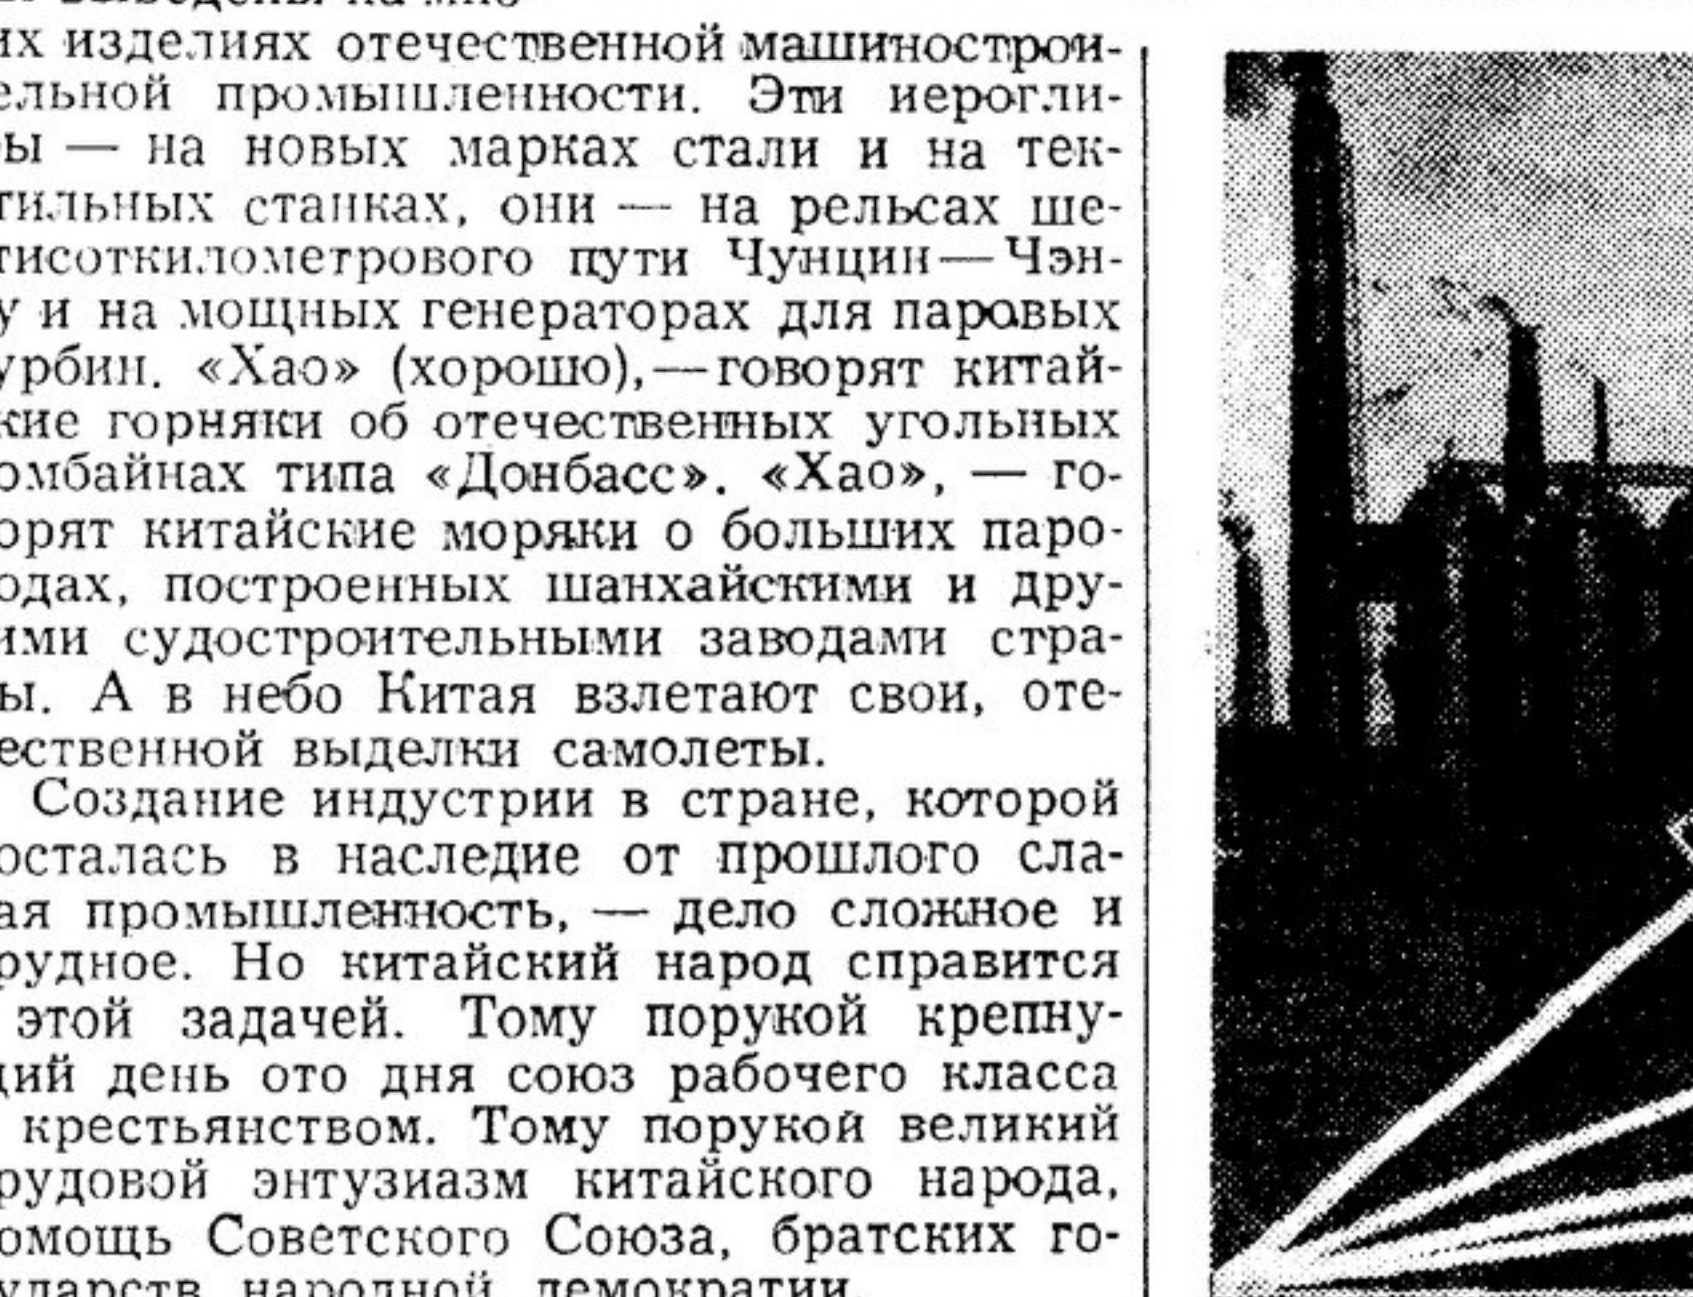 их изделиях отечественной машинострои-
ельной промышленности. Эти иерогли-
ы — на новых марках стали и на тек-
тильных станках, они — на рельсах ше-
тисоткилометрового пути Чунцин—Чэн-
у и на мощных генераторах для паровых
урбин. «Хао» (хорошо),—говорят китай-
кие горняки об отечественных угольных
омбайнах типа «Донбасс». «Хао», — го-
орят китайские моряки о больших паро-
одах, построенных шанхайскими и дру-
ими судостроительными заводами стра-
ы. А в небо Китая взлетают свои, оте-
ественной выделки самолеты.
Создание индустрии в стране, которой
осталась в наследие от прошлого сла-
ая промышленность, — дело сложное и
рудное. Но китайский народ справится
этой задачей. Тому порукой крепну-
щий день ото дня союз рабочего класса
крестьянством. Тому порукой великий
рудовой энтузиазм китайского народа,
омощь Советского Союза, братских го-
ударств народной демократии.